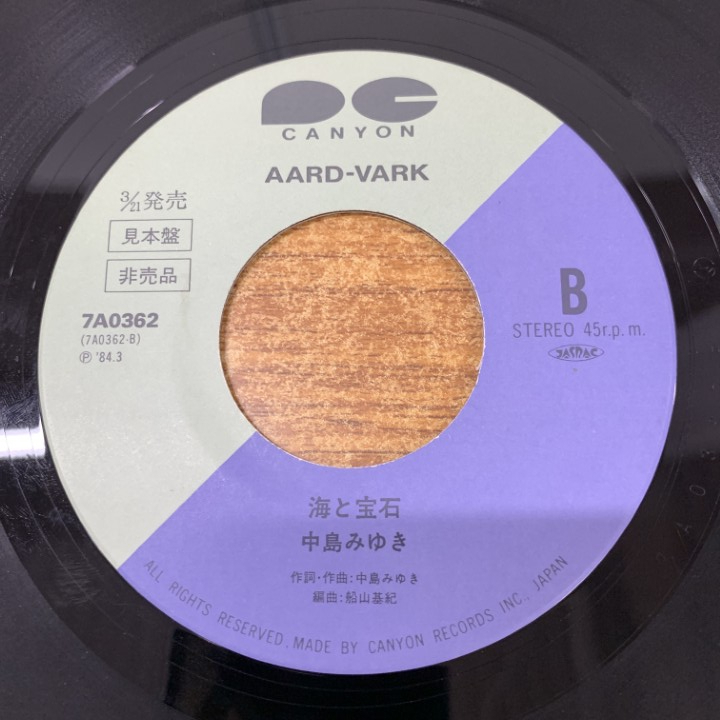 CANYON
AARD-VARK
3/21発売
見本盤
非売品
7A0362
(7A0362-B)
Ⓟ '84.3
B
STEREO 45r.p.m.
JASRAC
海と宝石
中島みゆき
作詞・作曲:中島みゆき
編曲:船山基紀
ALL RIGHTS RESERVED. MADE BY CANYON RECORDS INC., JAPAN